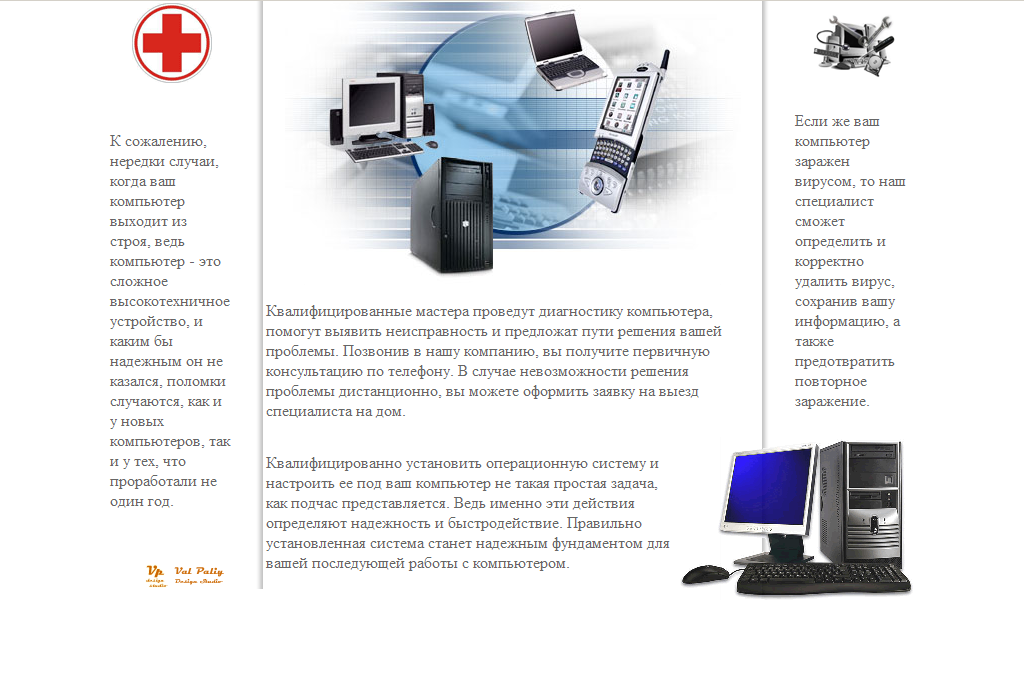 К сожалению,
нередки случаи,
когда ваш
компьютер
выходит из
строя, ведь
компьютер - это
сложное
высокотехничное
устройство, и
каким бы
надежным он не
казался, поломки
случаются, как и
у новых
компьютеров, так
и у тех, что
проработали не
один год.
Vp Val Paliy
design studio Design Studio
Квалифицированные мастера проведут диагностику компьютера,
помогут выявить неисправность и предложат пути решения вашей
проблемы. Позвонив в нашу компанию, вы получите первичную
консультацию по телефону. В случае невозможности решения
проблемы дистанционно, вы можете оформить заявку на выезд
специалиста на дом.
Квалифицированно установить операционную систему и
настроить ее под ваш компьютер не такая простая задача,
как подчас представляется. Ведь именно эти действия
определяют надежность и быстродействие. Правильно
установленная система станет надежным фундаментом для
вашей последующей работы с компьютером.
Если же ваш
компьютер
заражен
вирусом, то наш
специалист
сможет
определить и
корректно
удалить вирус,
сохранив вашу
информацию, а
также
предотвратить
повторное
заражение.